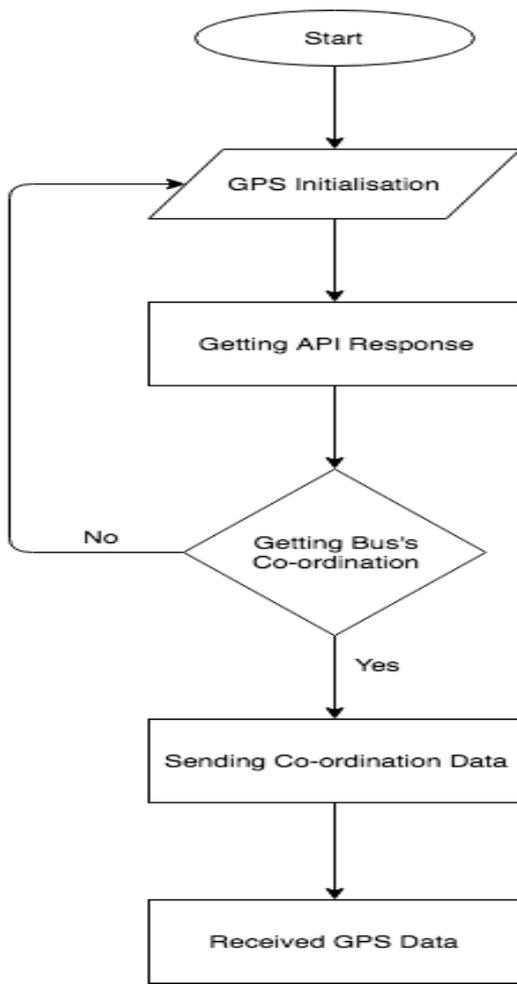 Start
GPS Initialisation
Getting API Response
Getting Bus's
Co-ordination
No
Yes
Sending Co-ordination Data
Received GPS Data